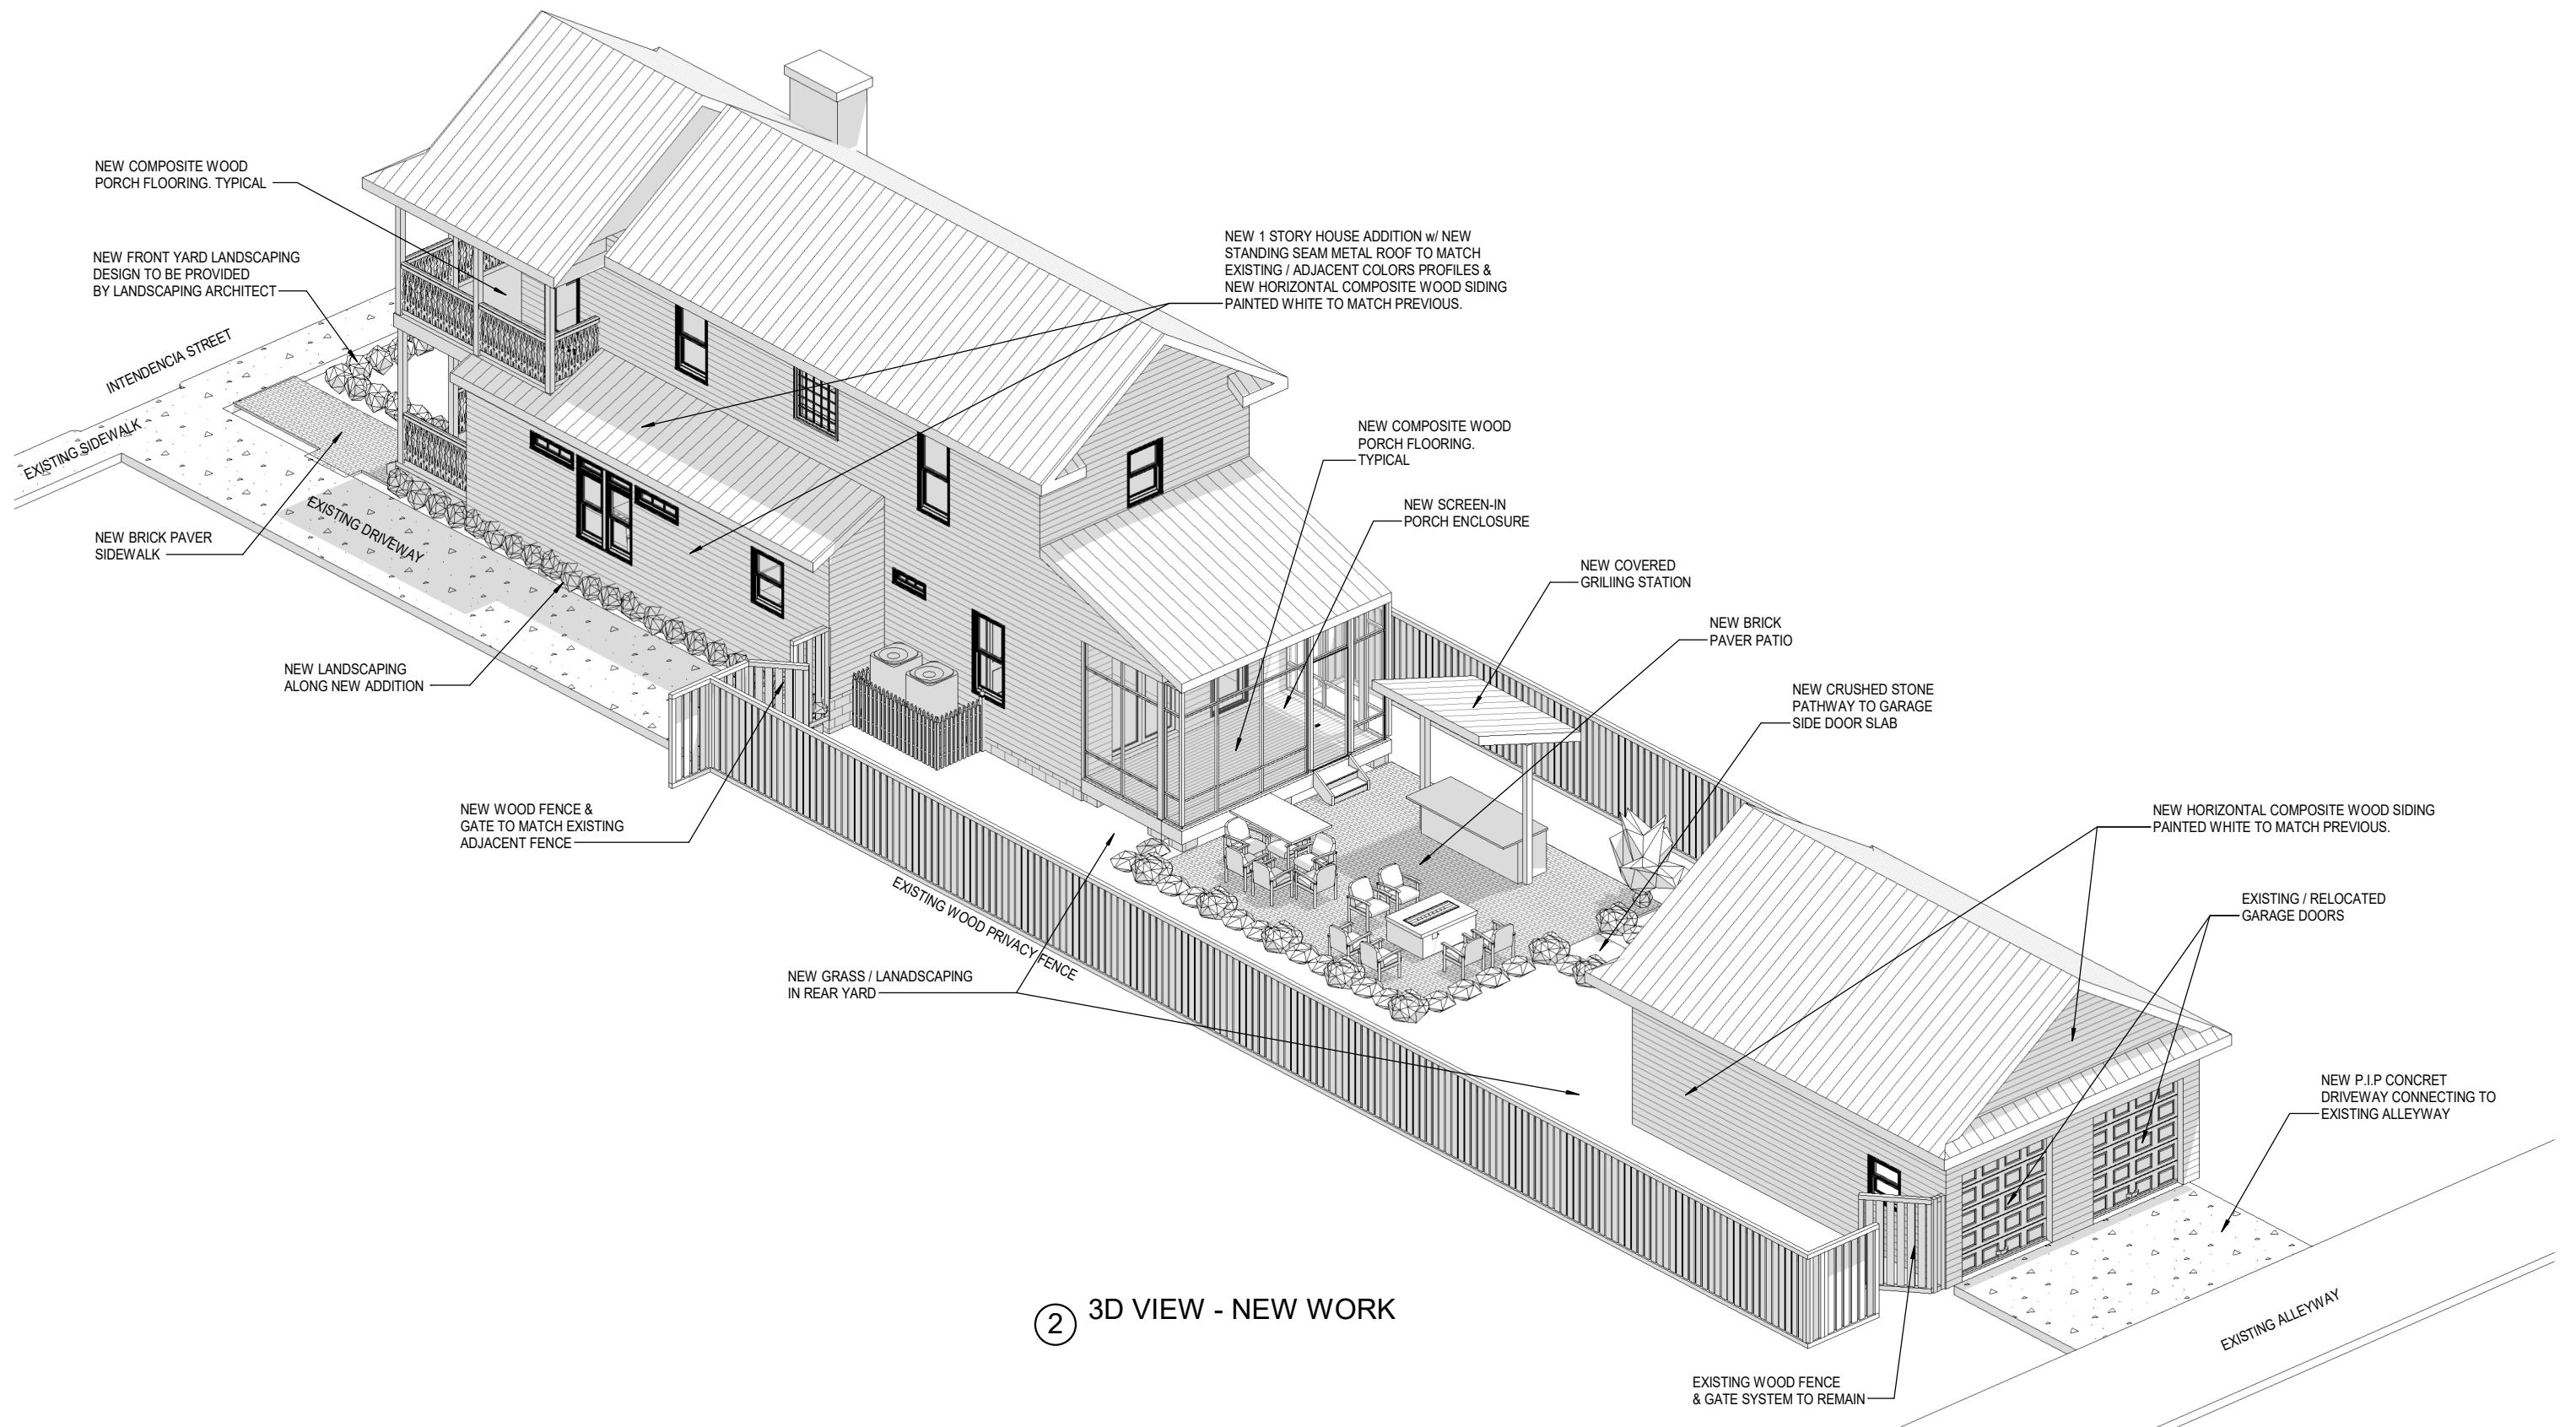 NEW COMPOSITE WOOD
PORCH FLOORING. TYPICAL
NEW FRONT YARD LANDSCAPING
DESIGN TO BE PROVIDED
BY LANDSCAPING ARCHITECT
INTENDENCIA STREET
EXISTING SIDEWALK
NEW BRICK PAVER
SIDEWALK
EXISTING DRIVEWAY
NEW LANDSCAPING
ALONG NEW ADDITION
NEW WOOD FENCE &
GATE TO MATCH EXISTING
ADJACENT FENCE
NEW 1 STORY HOUSE ADDITION w/ NEW
STANDING SEAM METAL ROOF TO MATCH
EXISTING / ADJACENT COLORS PROFILES &
NEW HORIZONTAL COMPOSITE WOOD SIDING
PAINTED WHITE TO MATCH PREVIOUS.
NEW COMPOSITE WOOD
PORCH FLOORING.
TYPICAL
NEW SCREEN-IN
PORCH ENCLOSURE
NEW COVERED
GRILIING STATION
NEW BRICK
PAVER PATIO
NEW CRUSHED STONE
PATHWAY TO GARAGE
SIDE DOOR SLAB
NEW HORIZONTAL COMPOSITE WOOD SIDING
PAINTED WHITE TO MATCH PREVIOUS.
EXISTING / RELOCATED
GARAGE DOORS
EXISTING WOOD PRIVACY FENCE
NEW GRASS / LANADSCAPING
IN REAR YARD
NEW P.I.P CONCRET
DRIVEWAY CONNECTING TO
EXISTING ALLEYWAY
EXISTING ALLEYWAY
EXISTING WOOD FENCE
& GATE SYSTEM TO REMAIN
2 3D VIEW - NEW WORK